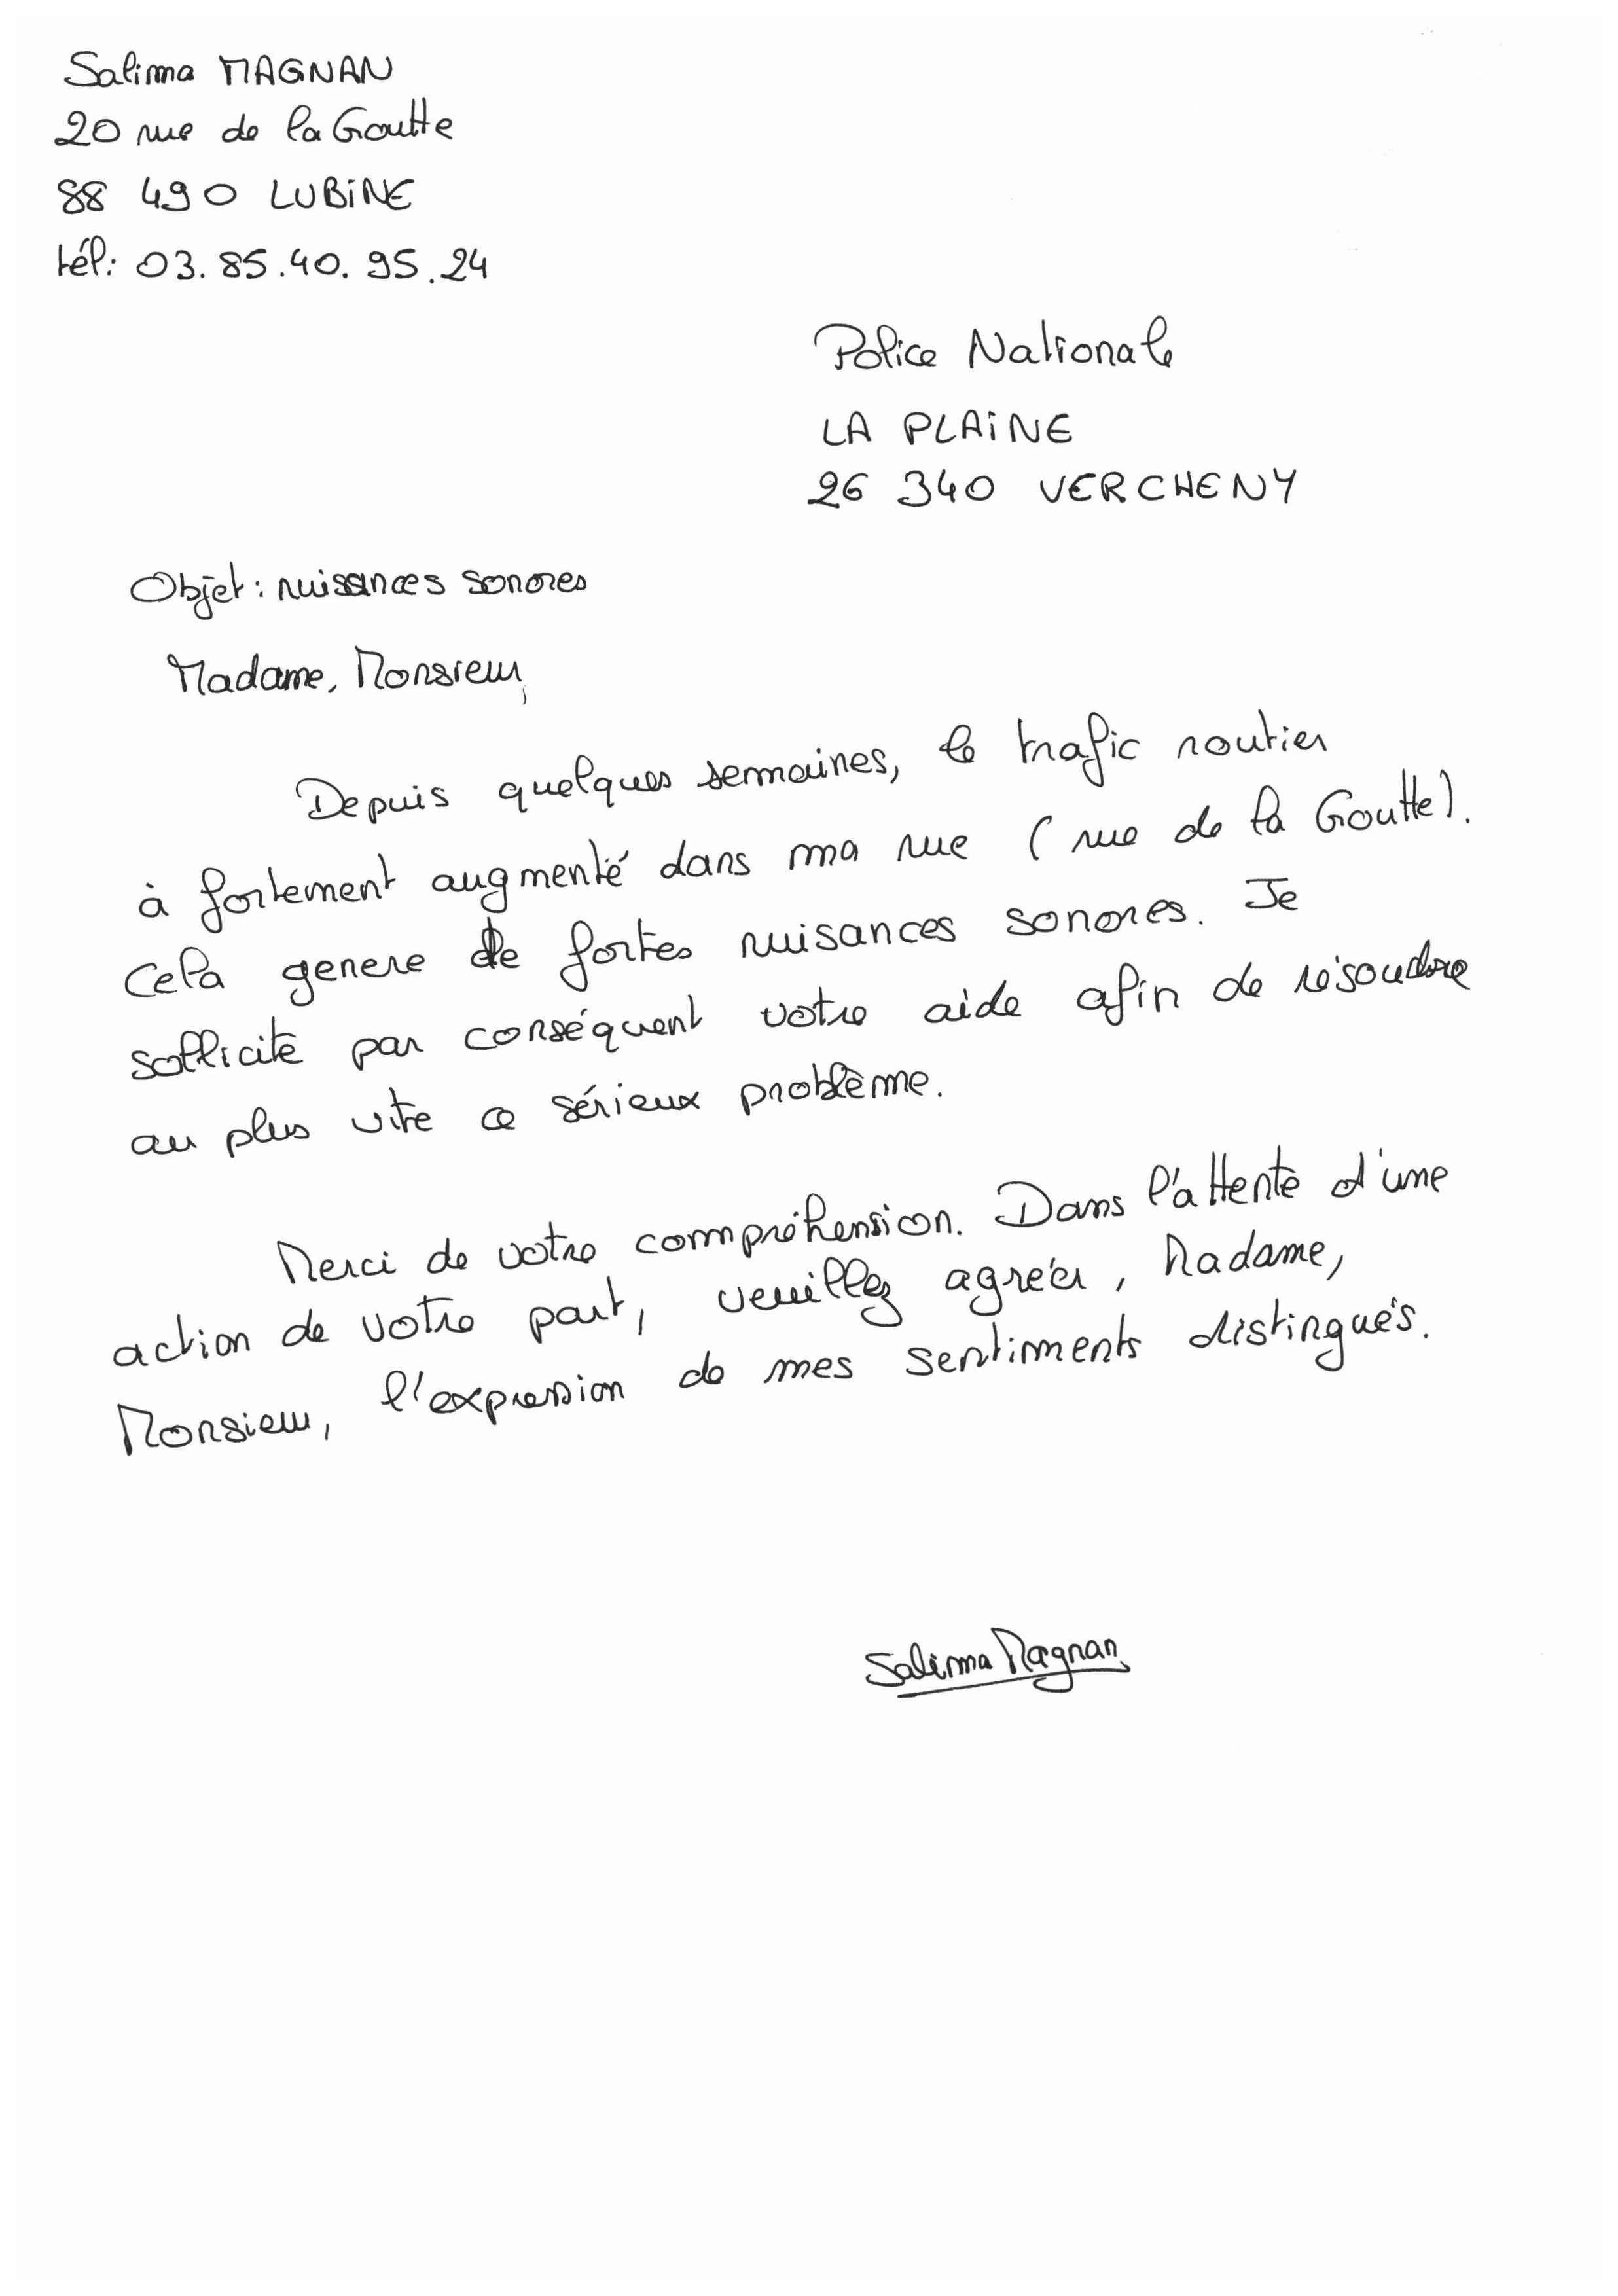 Salima MAGNAN
20 rue de la Goutte
88 490 LUBiNE
tél: 03.85.40.95.24
Police Nationale
LA PLAiNE
26 340 VERCHENY
Objet: nuissances sonores
Madame, Monsieur,
Depuis quelques semaines, le trafic routier
à fortement augmenté dans ma rue (rue de la Goutte).
Cela genere de fortes nuisances sonores. Je
sollicite par conséquent votre aide afin de résoudre
au plus vite ce sérieux problème.
Merci de votre compréhension. Dans l'attente d'une
action de votre part, veuillez agréer, Madame,
Monsieur, l'expression de mes sentiments distingués.
Salima Magnan